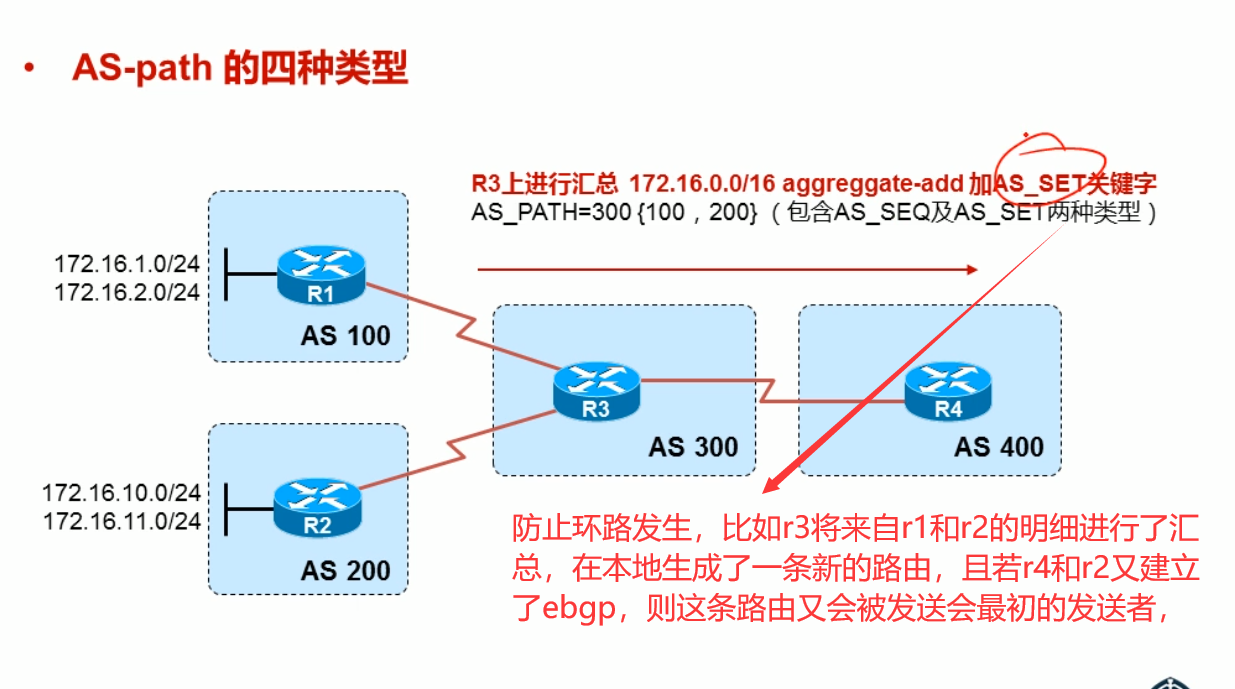 • AS-path 的四种类型
R3上进行汇总 172.16.0.0/16 aggreggate-add 加AS_SET关键字
AS_PATH=300 {100，200}（包含AS_SEQ及AS_SET两种类型）
172.16.1.0/24
172.16.2.0/24
R1
AS 100
R3
AS 300
R4
AS 400
172.16.10.0/24
172.16.11.0/24
R2
AS 200
防止环路发生，比如r3将来自r1和r2的明细进行了汇
总，在本地生成了一条新的路由，且若r4和r2又建立
了ebgp，则这条路由又会被发送会最初的发送者，